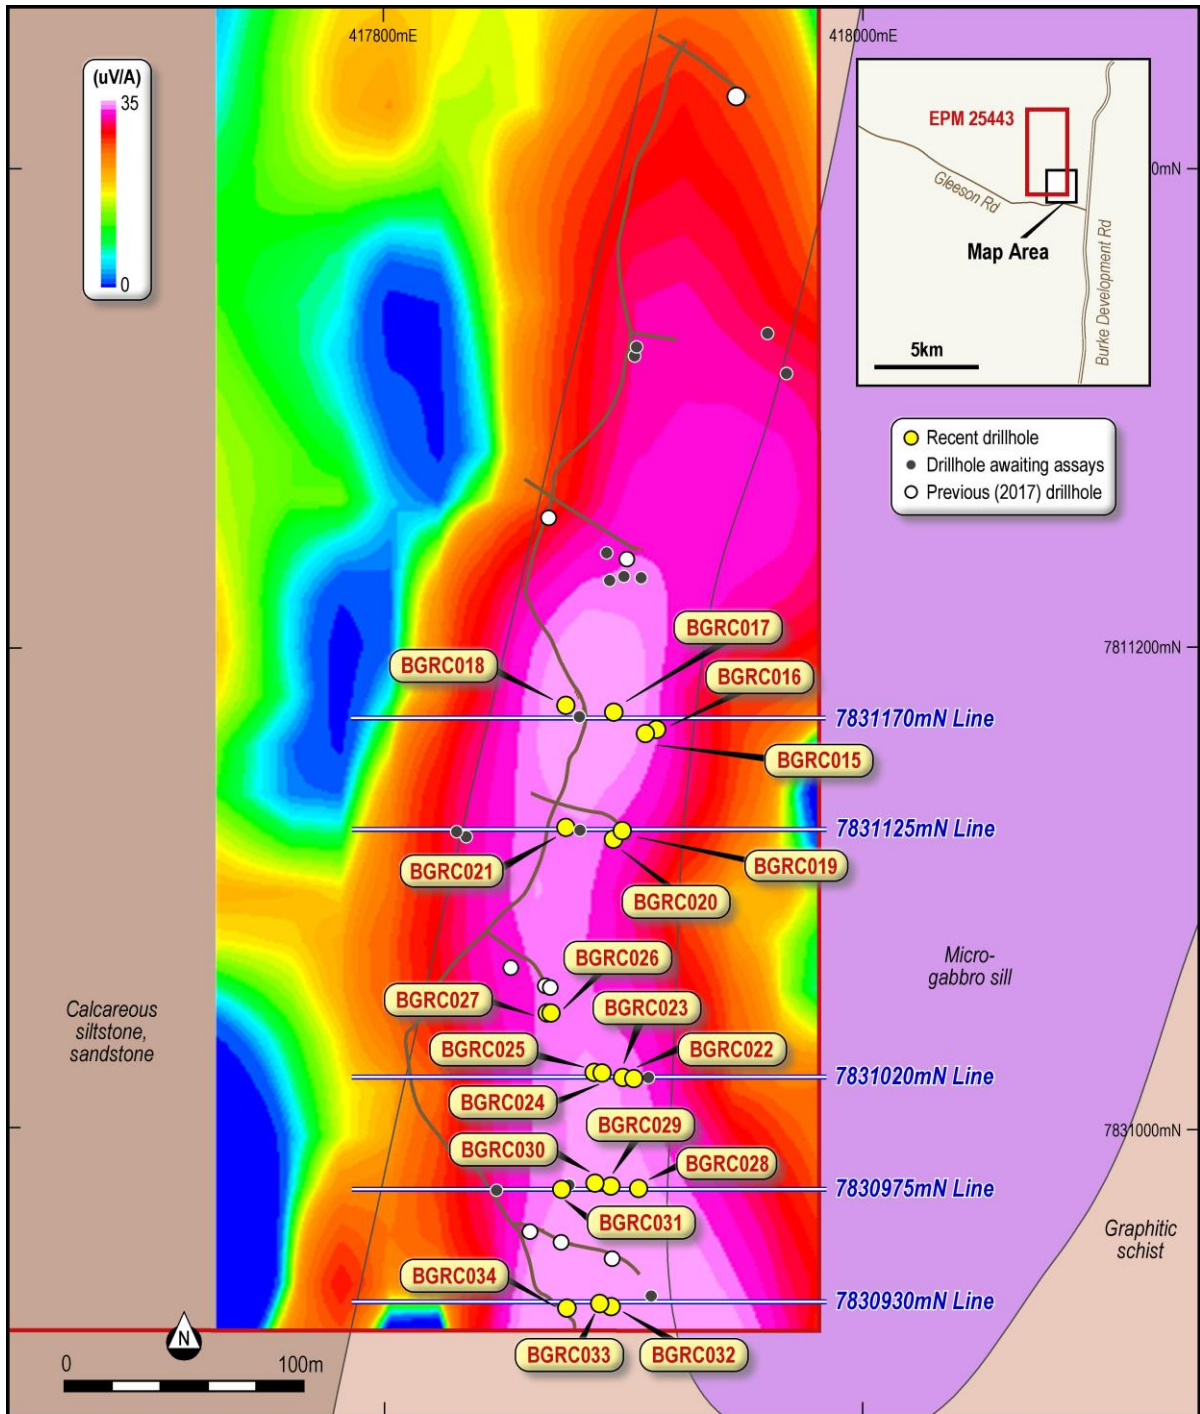 417800mE
418000mE
(uV/A)
35
0
EPM 25443
Gleeson Rd
Map Area
Burke Development Rd
5km
0mN
Recent drillhole
Drillhole awaiting assays
Previous (2017) drillhole
BGRC017
BGRC018
BGRC016
7811200mN
7831170mN Line
BGRC015
7831125mN Line
BGRC021
BGRC019
BGRC020
BGRC026
Micro-
gabbro sill
BGRC027
BGRC023
Calcareous
siltstone,
sandstone
BGRC025
BGRC022
7831020mN Line
BGRC024
BGRC029
7831000mN
BGRC030
BGRC028
7830975mN Line
BGRC031
Graphitic
schist
BGRC034
7830930mN Line
BGRC033
BGRC032
N
0
100m